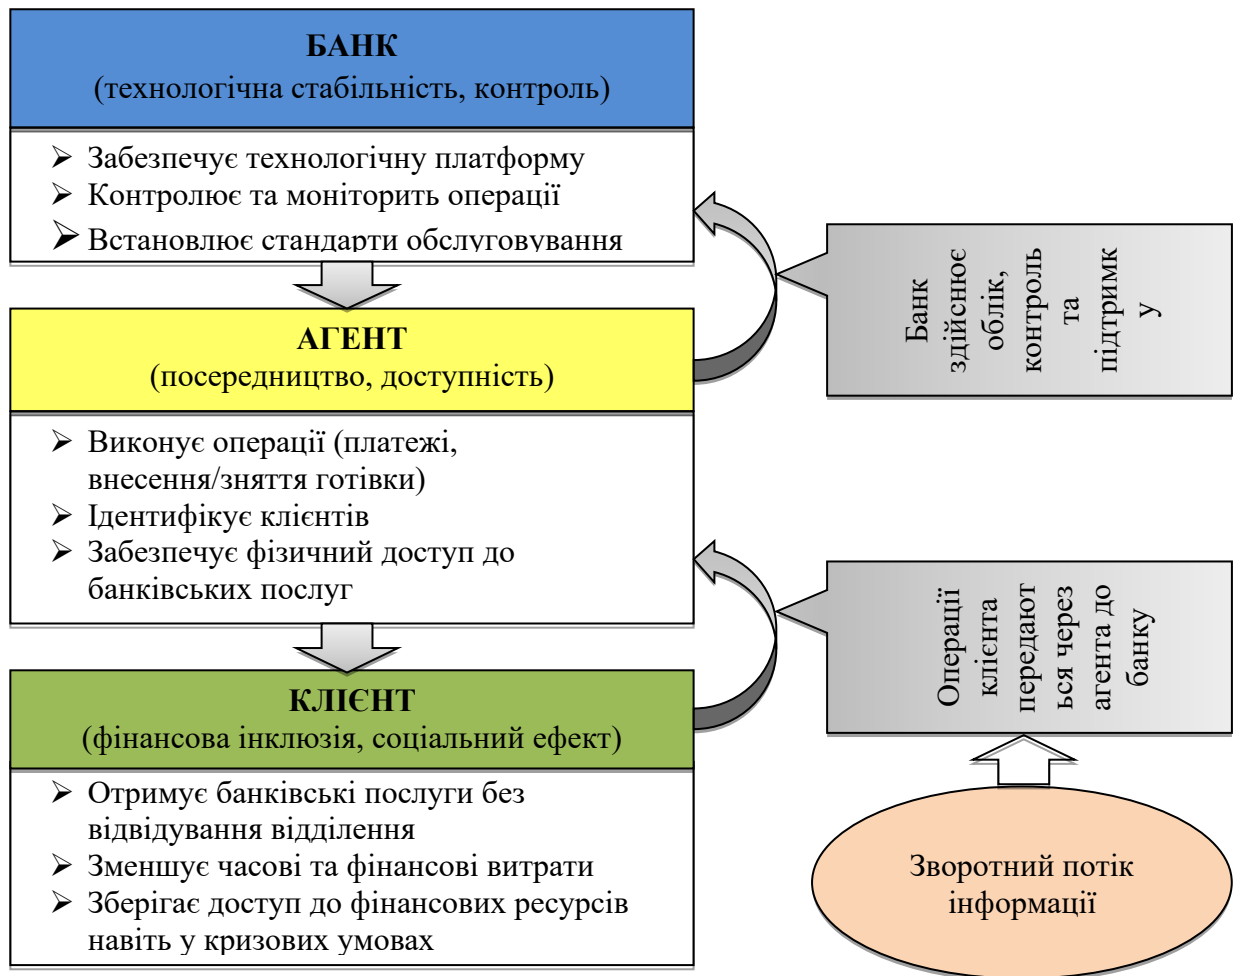 БАНК
(технологічна стабільність, контроль)
➢ Забезпечує технологічну платформу
➢ Контролює та моніторить операції
➢ Встановлює стандарти обслуговування
АГЕНТ
(посередництво, доступність)
➢ Виконує операції (платежі,
внесення/зняття готівки)
➢ Ідентифікує клієнтів
➢ Забезпечує фізичний доступ до
банківських послуг
КЛІЄНТ
(фінансова інклюзія, соціальний ефект)
➢ Отримує банківські послуги без
відвідування відділення
➢ Зменшує часові та фінансові витрати
➢ Зберігає доступ до фінансових ресурсів
навіть у кризових умовах
Банк
здійснює
облік,
контроль
та
підтримк
у
Операції
клієнта
передают
ься через
агента до
банку
Зворотний потік
інформації